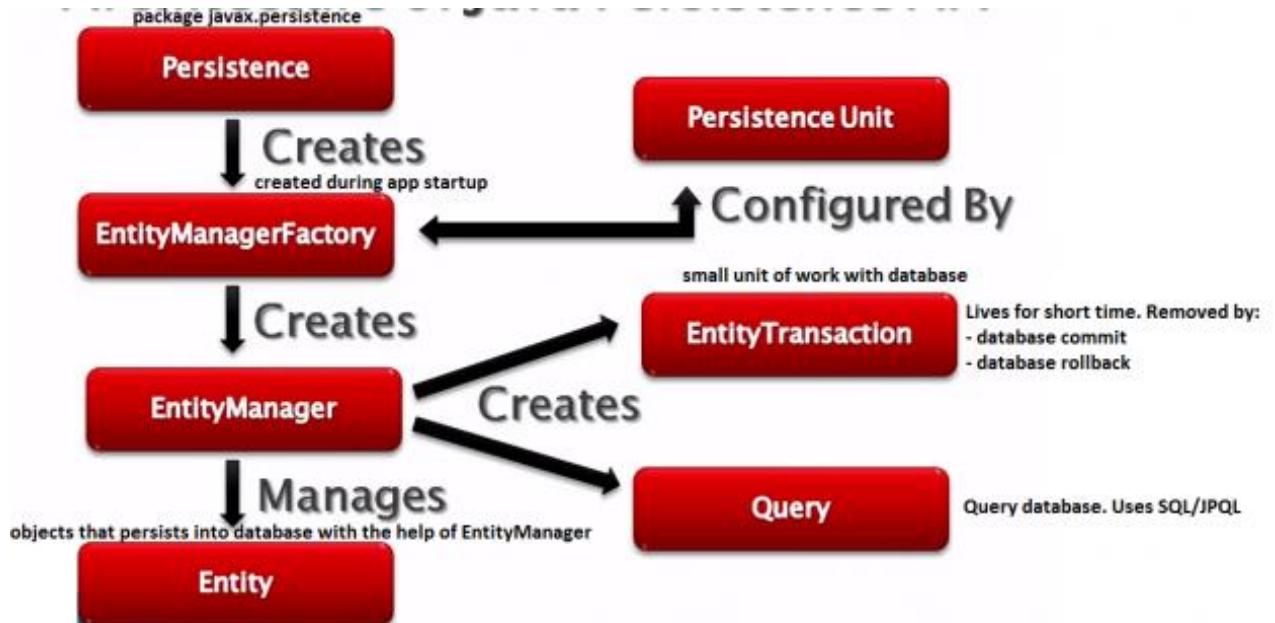 package javax.persistence
Persistence
Creates
created during app startup
EntityManagerFactory
Persistence Unit
Configured By
Creates
small unit of work with database
EntityTransaction
Lives for short time. Removed by:
- database commit
- database rollback
EntityManager
Creates
Manages
objects that persists into database with the help of EntityManager
Entity
Query
Query database. Uses SQL/JPQL